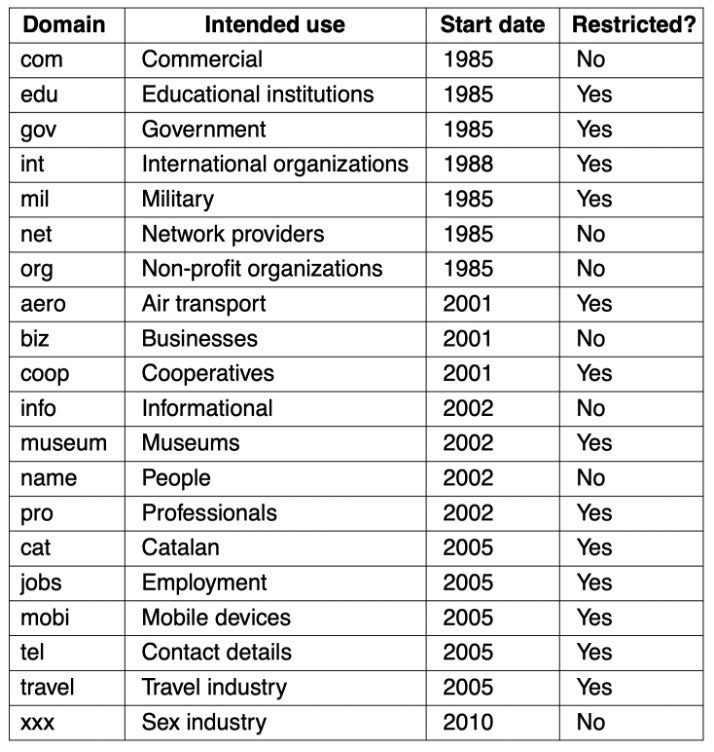 Domain Intended use Start date Restricted?
com Commercial 1985 No
edu Educational institutions 1985 Yes
gov Government 1985 Yes
int International organizations 1988 Yes
mil Military 1985 Yes
net Network providers 1985 No
org Non-profit organizations 1985 No
aero Air transport 2001 Yes
biz Businesses 2001 No
coop Cooperatives 2001 Yes
info Informational 2002 No
museum Museums 2002 Yes
name People 2002 No
pro Professionals 2002 Yes
cat Catalan 2005 Yes
jobs Employment 2005 Yes
mobi Mobile devices 2005 Yes
tel Contact details 2005 Yes
travel Travel industry 2005 Yes
xxx Sex industry 2010 No